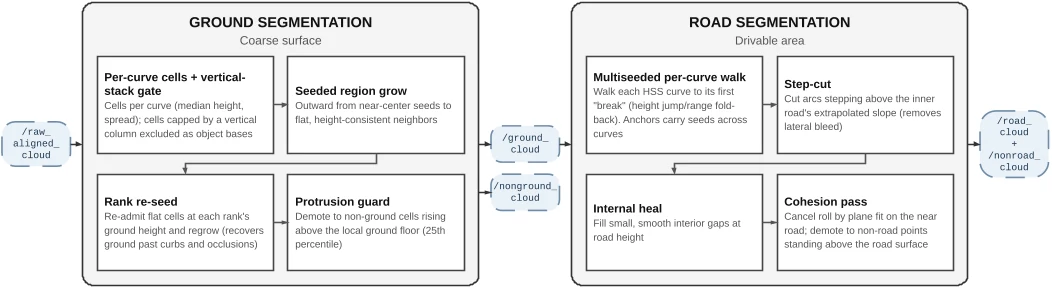 /raw_
aligned_
cloud
GROUND SEGMENTATION
Coarse surface
Per-curve cells + vertical-
stack gate
Cells per curve (median height,
spread); cells capped by a vertical
column excluded as object bases
Seeded region grow
Outward from near-center seeds to
flat, height-consistent neighbors
Rank re-seed
Re-admit flat cells at each rank's
ground height and regrow (recovers
ground past curbs and occlusions)
Protrusion guard
Demote to non-ground cells rising
above the local ground floor (25th
percentile)
/ground_
cloud
/nonground_
cloud
ROAD SEGMENTATION
Drivable area
Multiseeded per-curve walk
Walk each HSS curve to its first
"break" (height jump/range fold-
back). Anchors carry seeds across
curves
Step-cut
Cut arcs stepping above the inner
road's extrapolated slope (removes
lateral bleed)
Internal heal
Fill small, smooth interior gaps at
road height
Cohesion pass
Cancel roll by plane fit on the near
road; demote to non-road points
standing above the road surface
/road_
cloud
+
/nonroad_
cloud